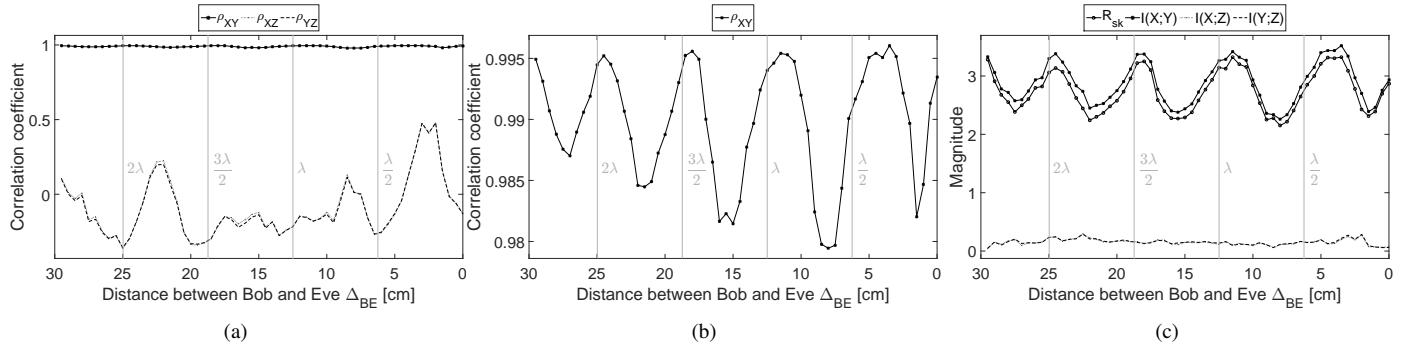 ρXY ρXZ ρYZ
Correlation coefficient
1
0.5
0
2λ
3λ/2
λ
λ/2
30 25 20 15 10 5 0
Distance between Bob and Eve ΔBE [cm]
(a)
ρXY
Correlation coefficient
0.995
0.99
0.985
0.98
2λ
3λ/2
λ
λ/2
30 25 20 15 10 5 0
Distance between Bob and Eve ΔBE [cm]
(b)
Rsk I(X;Y) I(X;Z) I(Y;Z)
Magnitude
3
2
1
0
2λ
3λ/2
λ
λ/2
30 25 20 15 10 5 0
Distance between Bob and Eve ΔBE [cm]
(c)